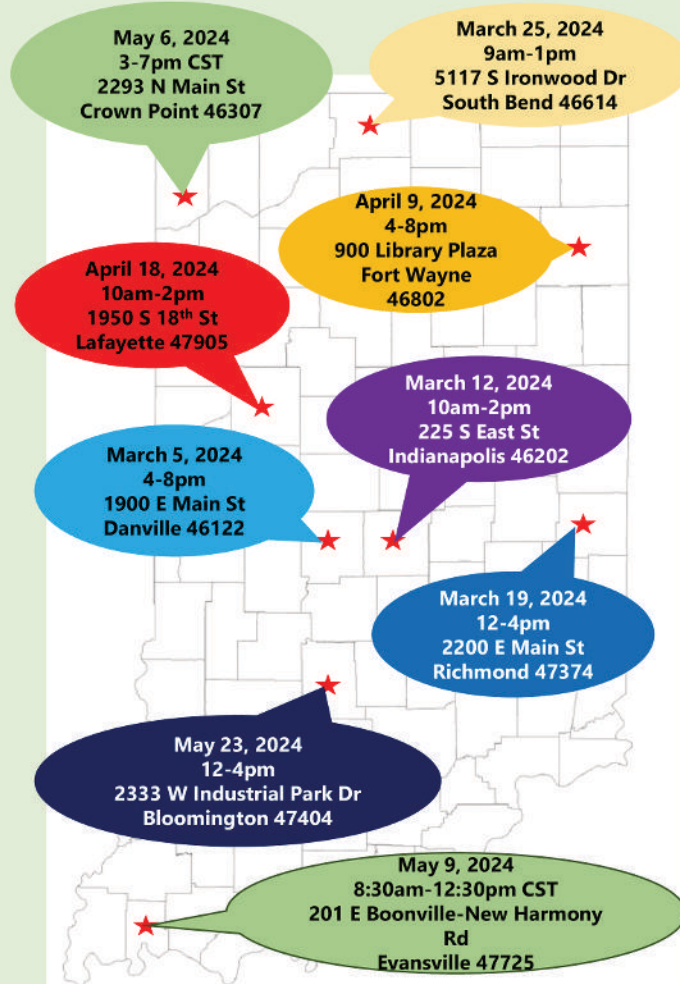 May 6, 2024
3-7pm CST
2293 N Main St
Crown Point 46307
March 25, 2024
9am-1pm
5117 S Ironwood Dr
South Bend 46614
April 9, 2024
4-8pm
900 Library Plaza
Fort Wayne
46802
April 18, 2024
10am-2pm
1950 S 18th St
Lafayette 47905
March 12, 2024
10am-2pm
225 S East St
Indianapolis 46202
March 5, 2024
4-8pm
1900 E Main St
Danville 46122
March 19, 2024
12-4pm
2200 E Main St
Richmond 47374
May 23, 2024
12-4pm
2333 W Industrial Park Dr
Bloomington 47404
May 9, 2024
8:30am-12:30pm CST
201 E Boonville-New Harmony
Rd
Evansville 47725